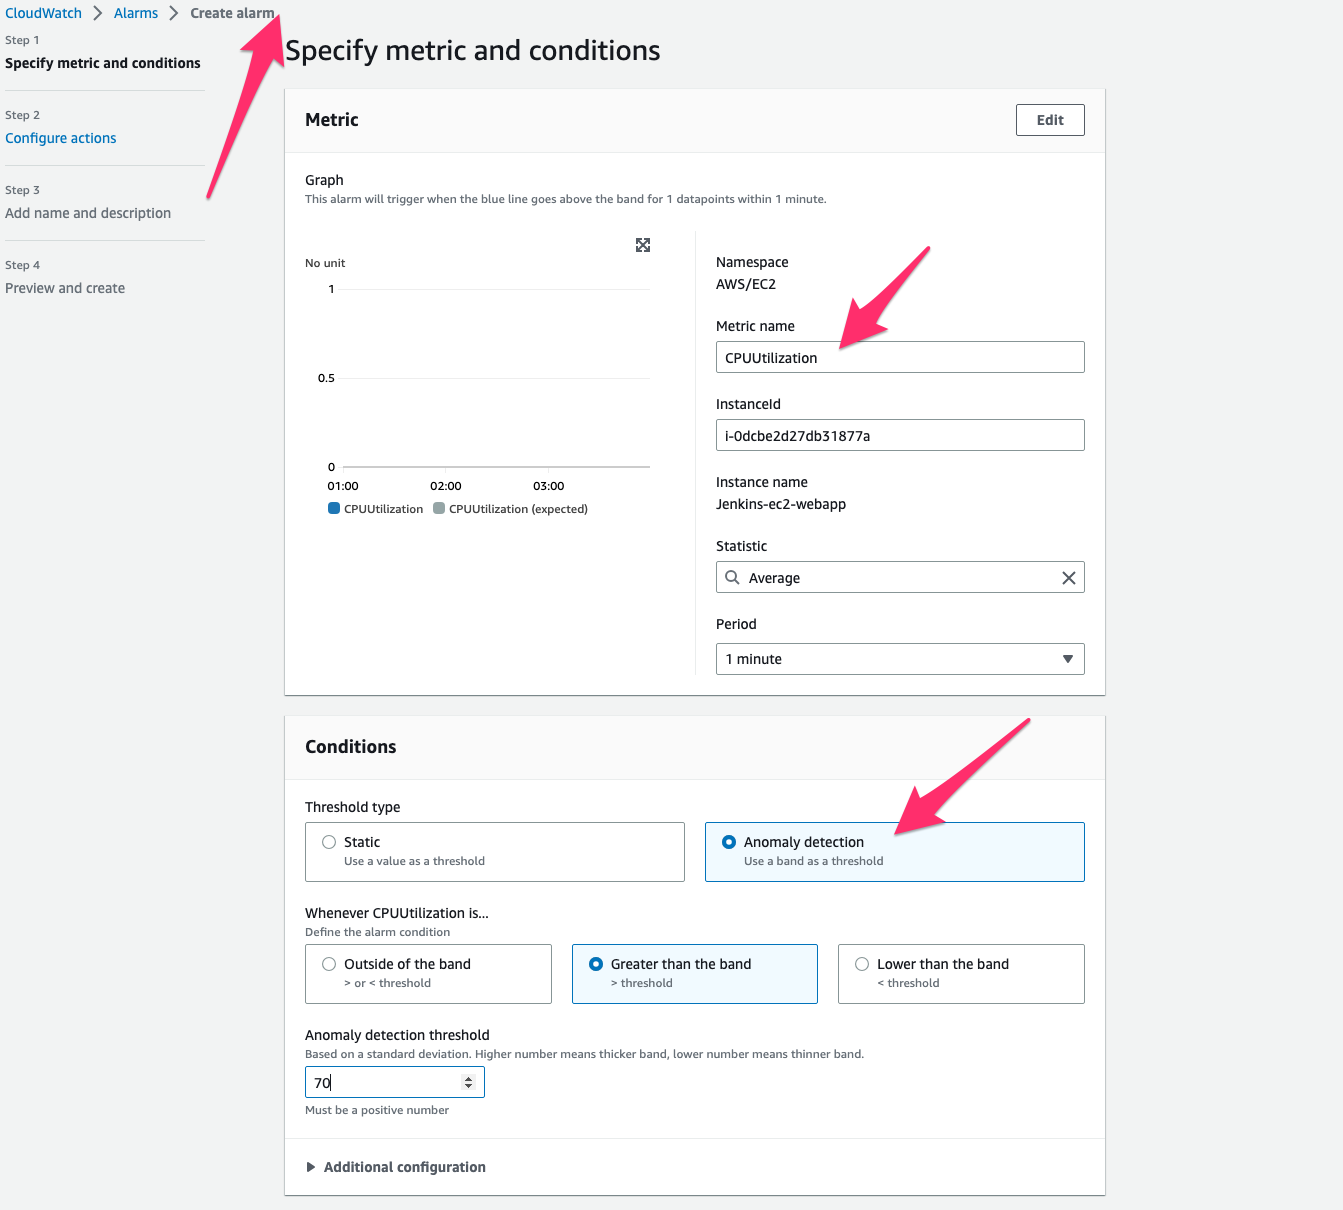 CloudWatch > Alarms > Create alarm
Step 1
Specify metric and conditions
Step 2
Configure actions
Step 3
Add name and description
Step 4
Preview and create
Specify metric and conditions
Metric
Edit
Graph
This alarm will trigger when the blue line goes above the band for 1 datapoints within 1 minute.
No unit
1
0.5
0
01:00 02:00 03:00
CPUUtilization CPUUtilization (expected)
Namespace
AWS/EC2
Metric name
CPUUtilization
InstanceId
i-0dcbe2d27db31877a
Instance name
Jenkins-ec2-webapp
Statistic
Average
Period
1 minute
Conditions
Threshold type
Static
Use a value as a threshold
Anomaly detection
Use a band as a threshold
Whenever CPUUtilization is...
Define the alarm condition
Outside of the band
> or < threshold
Greater than the band
> threshold
Lower than the band
< threshold
Anomaly detection threshold
Based on a standard deviation. Higher number means thicker band, lower number means thinner band.
70
Must be a positive number
Additional configuration